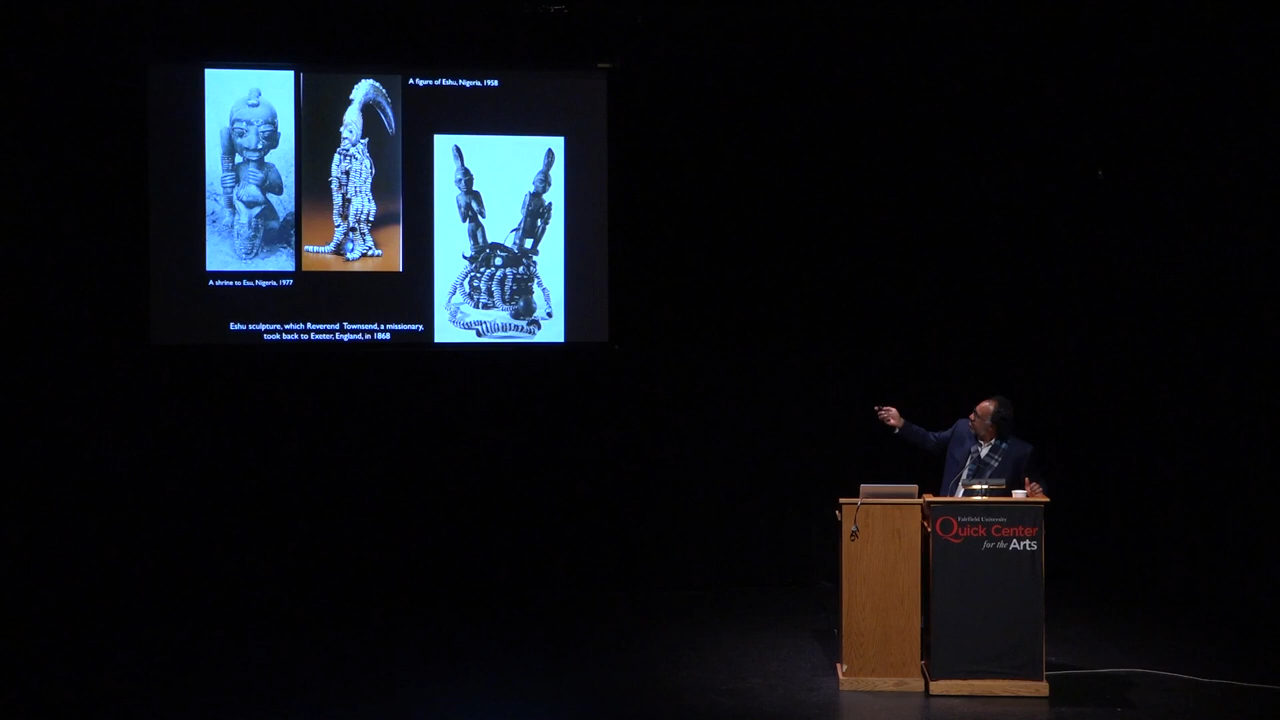 A figure of Eshu, Nigeria, 1958
A shrine to Esu, Nigeria, 1977
Eshu sculpture, which Reverend Townsend, a missionary,
took back to Exeter, England, in 1868
Fairfield University
Quick Center
for the Arts